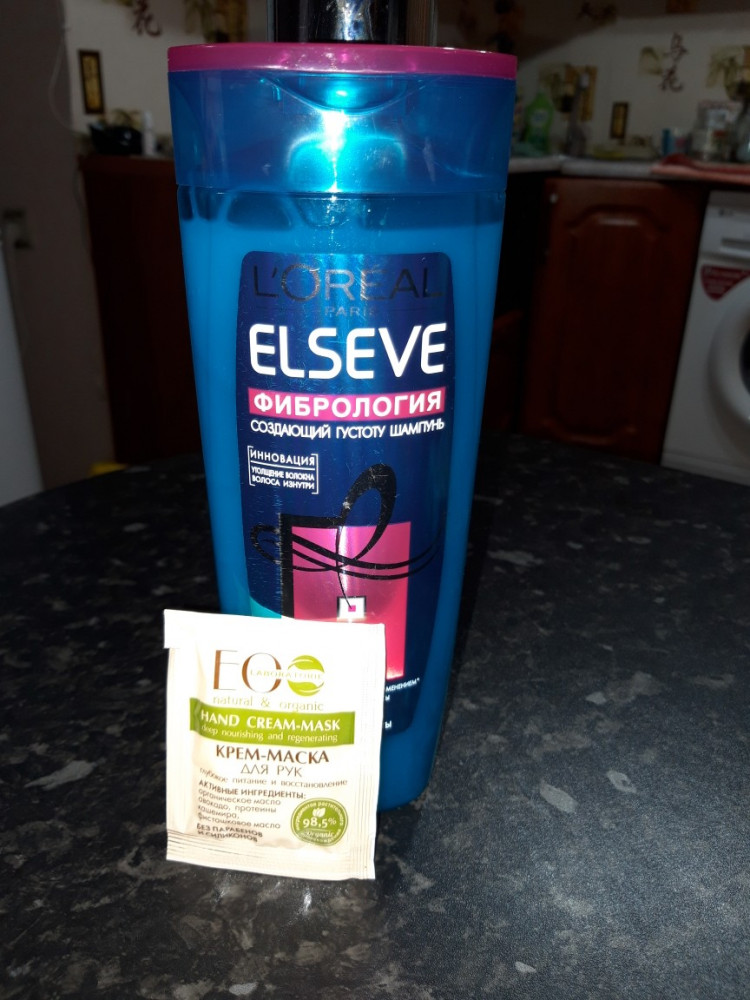 L'ORÉAL
PARIS
ELSEVE
ФИБРОЛОГИЯ
СОЗДАЮЩИЙ ГУСТОТУ ШАМПУНЬ
ИННОВАЦИЯ
УТОЛЩЕНИЕ ВОЛОКНА
ВОЛОСА ИЗНУТРИ
EO
LABORATORIE
natural & organic
HAND CREAM-MASK
deep nourishing and regenerating
КРЕМ-МАСКА
ДЛЯ РУК
глубокое питание и восстановление
АКТИВНЫЕ ИНГРЕДИЕНТЫ:
органическое масло
авокадо, протеины
кашемира,
фисташковое масло
БЕЗ ПАРАБЕНОВ
И СИЛИКОНОВ
98,5%
Organic